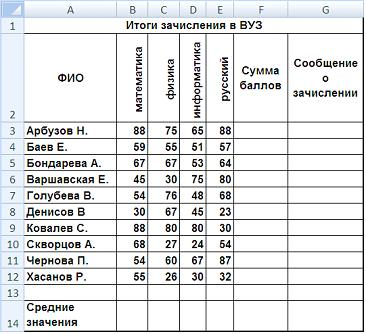 A B C D E F G
1 Итоги зачисления в ВУЗ
2 ФИО математика физика информатика русский Сумма баллов Сообщение о зачислении
3 Арбузов Н. 88 75 65 88
4 Баев Е. 59 55 51 57
5 Бондарева А. 67 67 53 64
6 Варшавская Е. 45 30 75 80
7 Голубева В. 54 76 48 68
8 Денисов В 30 67 45 23
9 Ковалев С. 88 80 80 30
10 Скворцов А. 68 27 24 54
11 Чернова П. 54 60 67 87
12 Хасанов Р. 55 26 30 32
13
14 Средние значения